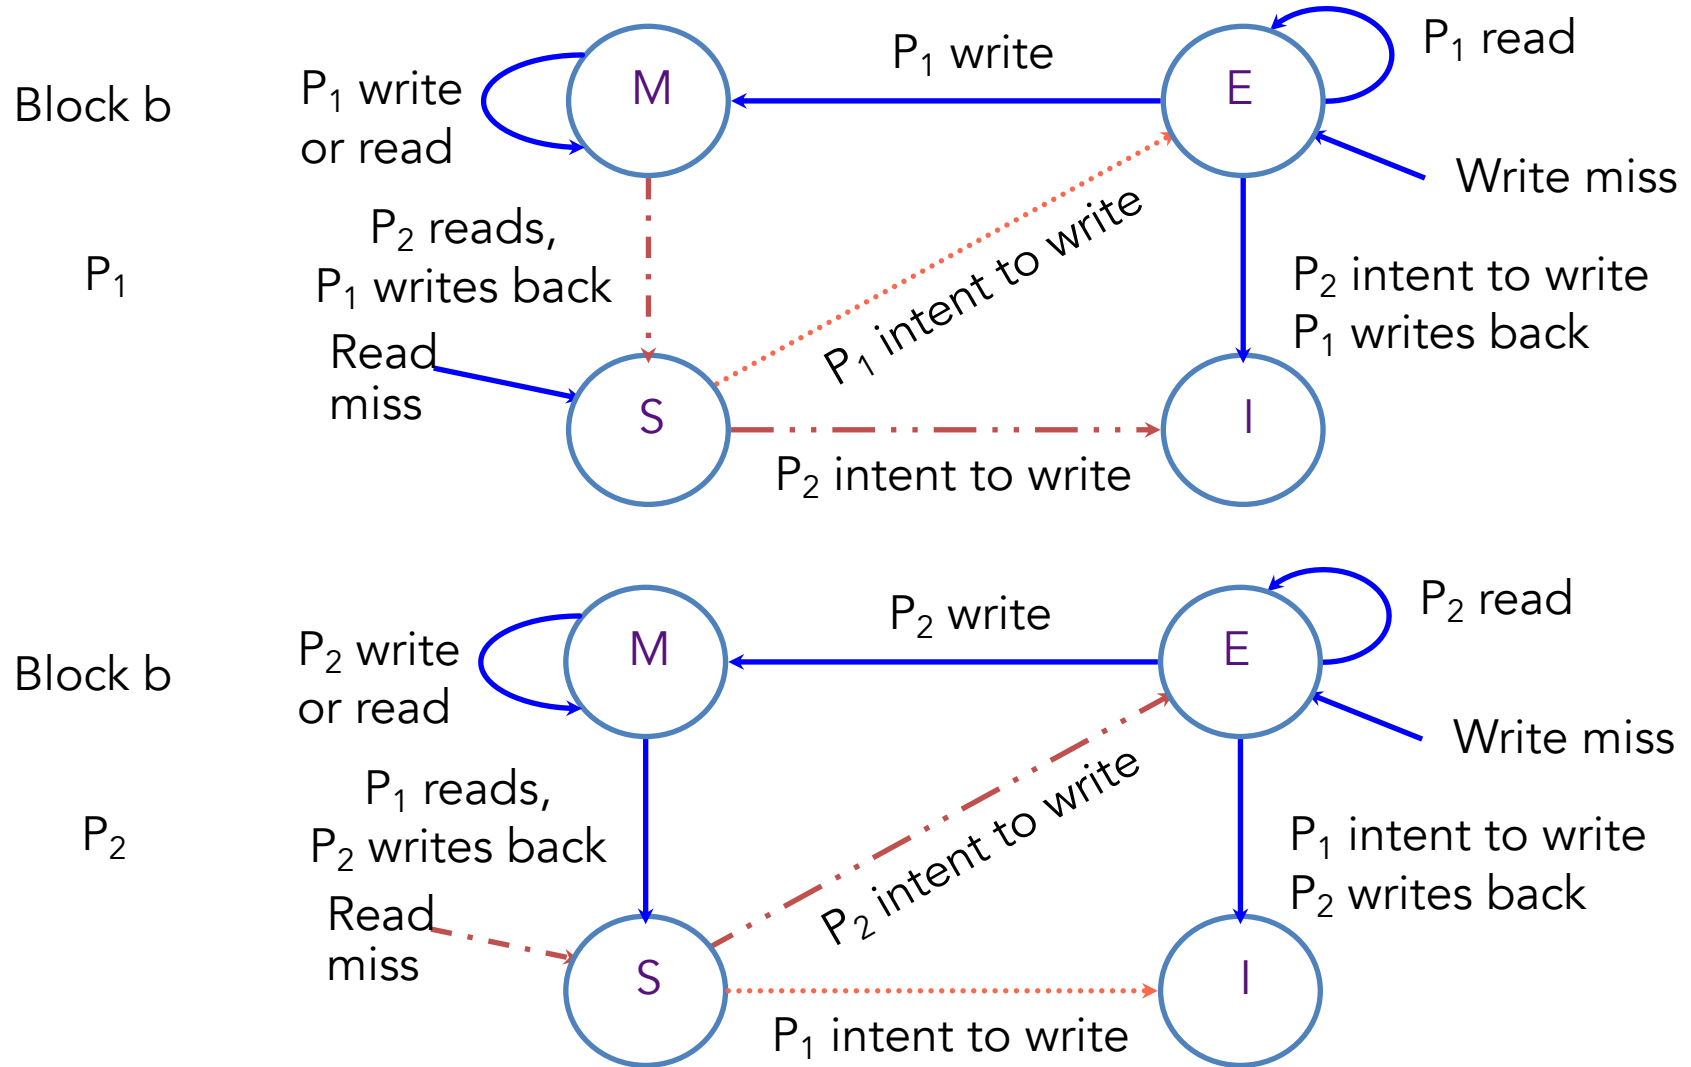 P₁ write
P₁ read
Block b
P₁ write
or read
M
E
Write miss
P₂ reads,
P₁ writes back
P₁
P₁ intent to write
P₂ intent to write
P₁ writes back
Read
miss
S
I
P₂ intent to write
P₂ write
P₂ read
Block b
P₂ write
or read
M
E
Write miss
P₁ reads,
P₂ writes back
P₂
P₂ intent to write
P₁ intent to write
P₂ writes back
Read
miss
S
I
P₁ intent to write